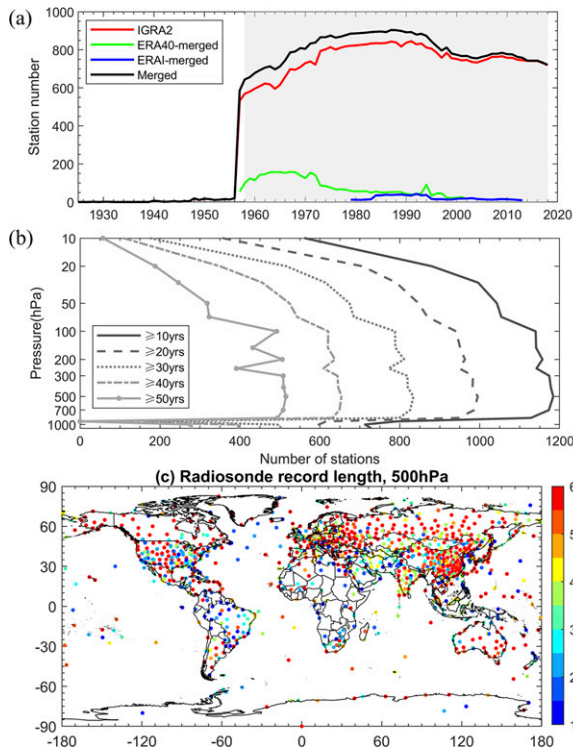 (a)
1000
800
600
400
200
0
Station number
IGRA2
ERA40-merged
ERAI-merged
Merged
1930 1940 1950 1960 1970 1980 1990 2000 2010 2020
(b)
10
20
50
100
200
300
500
700
1000
Pressure(hPa)
≥10yrs
≥20yrs
≥30yrs
≥40yrs
≥50yrs
0 200 400 600 800 1000 1200
Number of stations
(c) Radiosonde record length, 500hPa
90
60
30
0
-30
-60
-90
-180 -120 -60 0 60 120 180